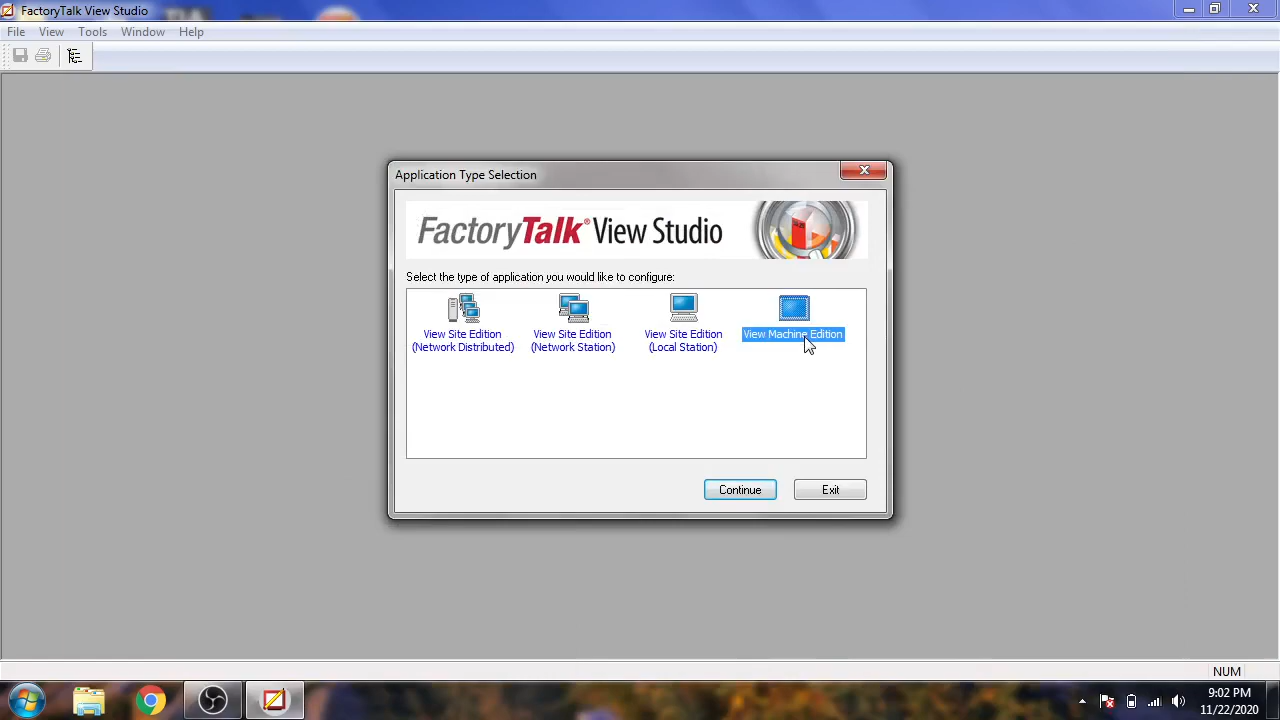 FactoryTalk View Studio
File View Tools Window Help
Application Type Selection
FactoryTalk® View Studio
Select the type of application you would like to configure:
View Site Edition
(Network Distributed)
View Site Edition
(Network Station)
View Site Edition
(Local Station)
View Machine Edition
Continue Exit
NUM
9:02 PM
11/22/2020